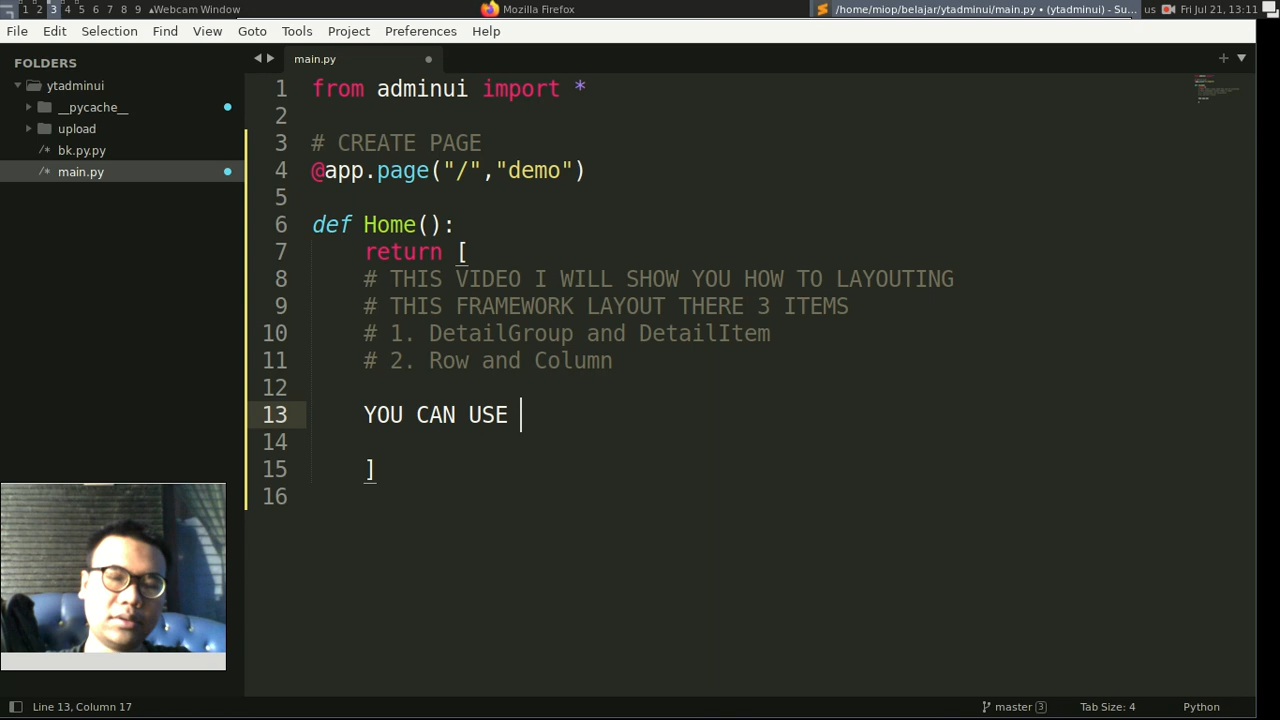 1 2 3 4 5 6 7 8 9 ▴Webcam Window
Mozilla Firefox
/home/miop/belajar/ytadminui/main.py • (ytadminui) - Su...
us
Fri Jul 21, 13:11
File Edit Selection Find View Goto Tools Project Preferences Help
FOLDERS
ytadminui
__pycache__
upload
/* bk.py.py
/* main.py
main.py
1 from adminui import *
2
3 # CREATE PAGE
4 @app.page("/","demo")
5
6 def Home():
7 return [
8 # THIS VIDEO I WILL SHOW YOU HOW TO LAYOUTING
9 # THIS FRAMEWORK LAYOUT THERE 3 ITEMS
10 # 1. DetailGroup and DetailItem
11 # 2. Row and Column
12
13 YOU CAN USE
14
15 ]
16
Line 13, Column 17
master 3
Tab Size: 4
Python